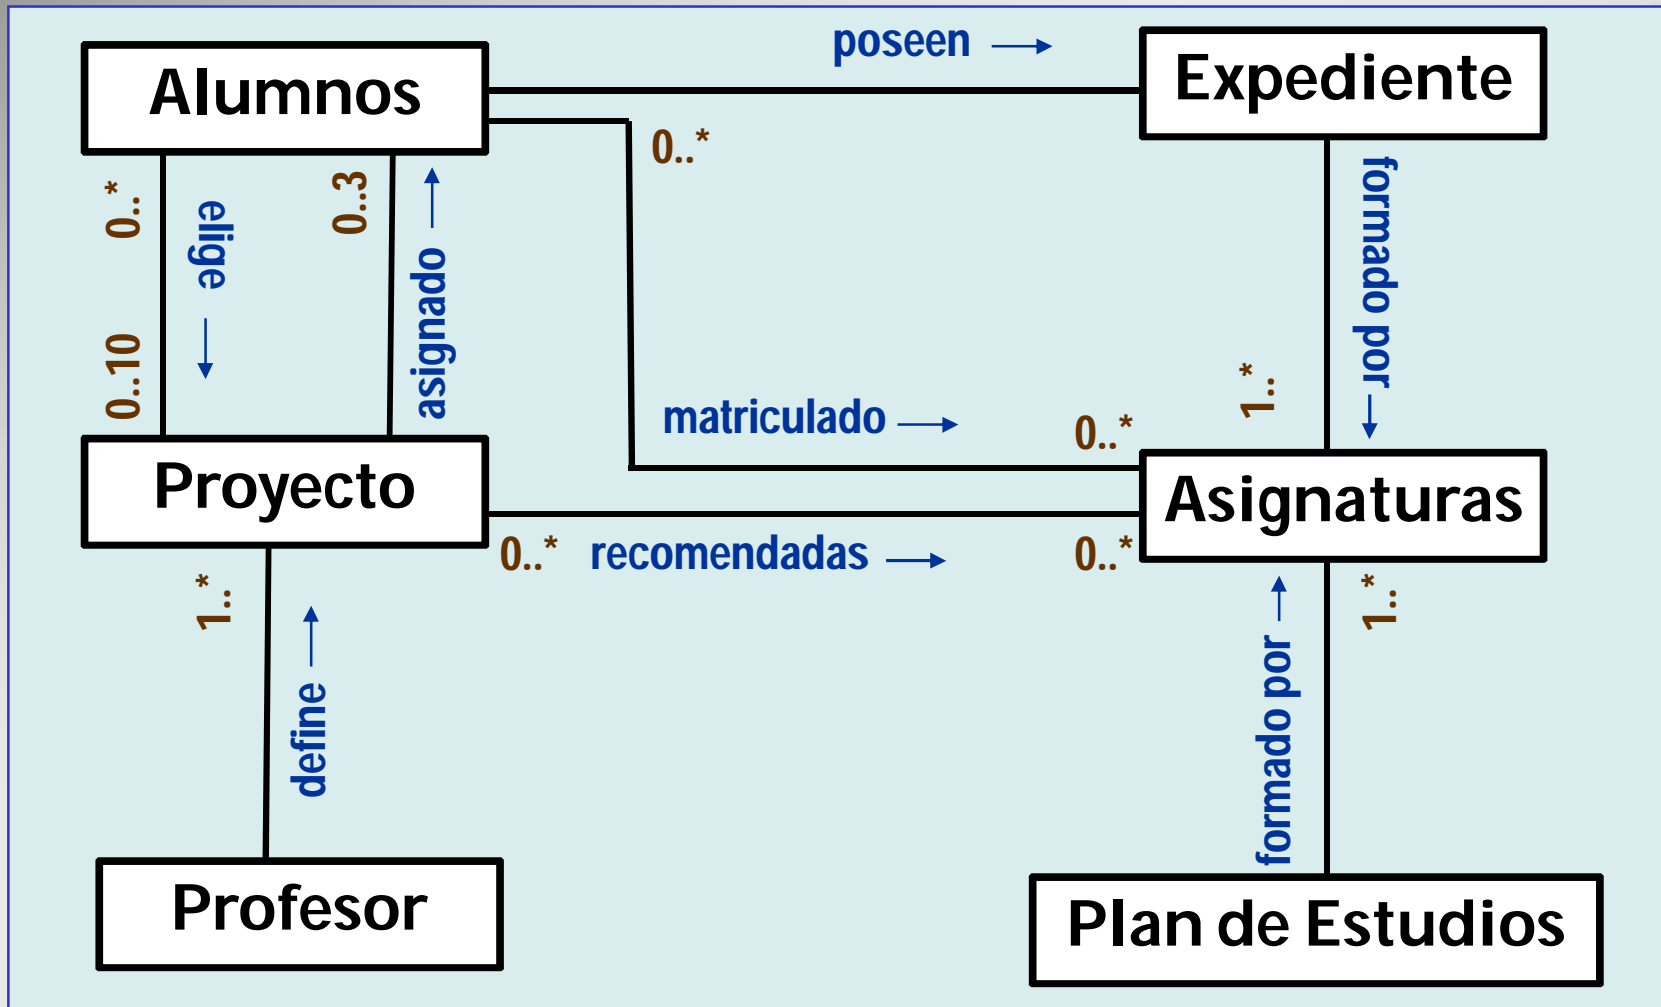 poseen
Alumnos
Expediente
0..*
0..*
elige
0..3
asignado
formado por
0..10
1..*
matriculado
0..*
Proyecto
Asignaturas
0..*
recomendadas
0..*
1..*
define
formado por
1..*
Profesor
Plan de Estudios